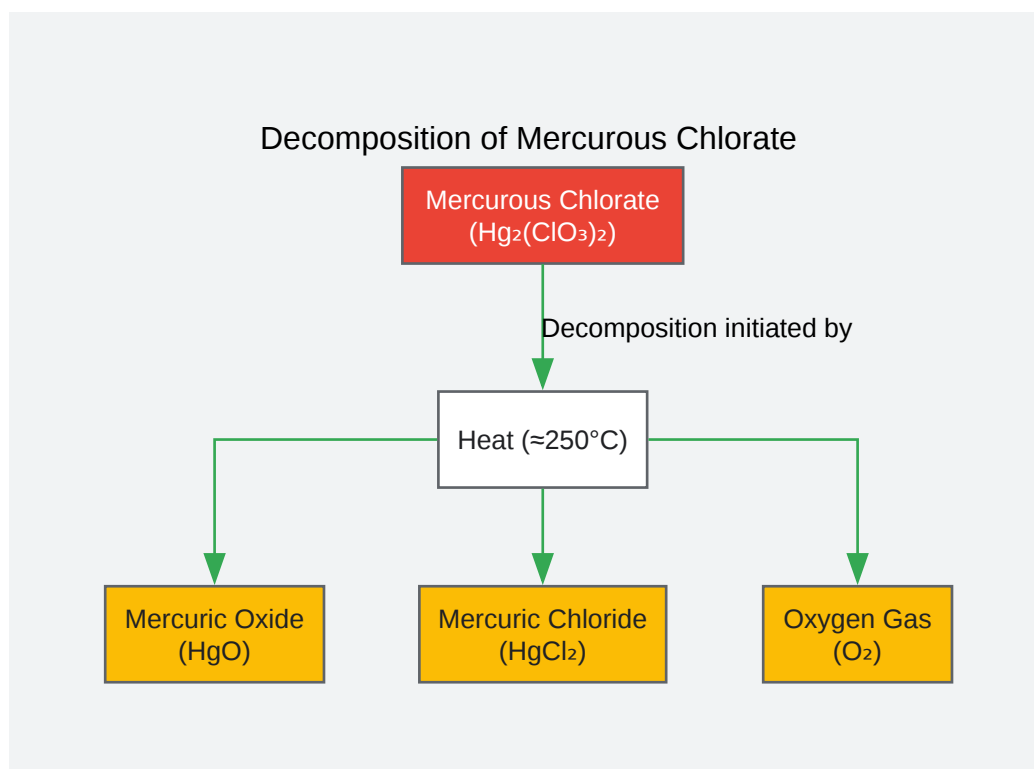 Decomposition of Mercurous Chlorate
Mercurous Chlorate
(Hg₂(ClO₃)₂)
Decomposition initiated by
Heat (≈250°C)
Mercuric Oxide
(HgO)
Mercuric Chloride
(HgCl₂)
Oxygen Gas
(O₂)